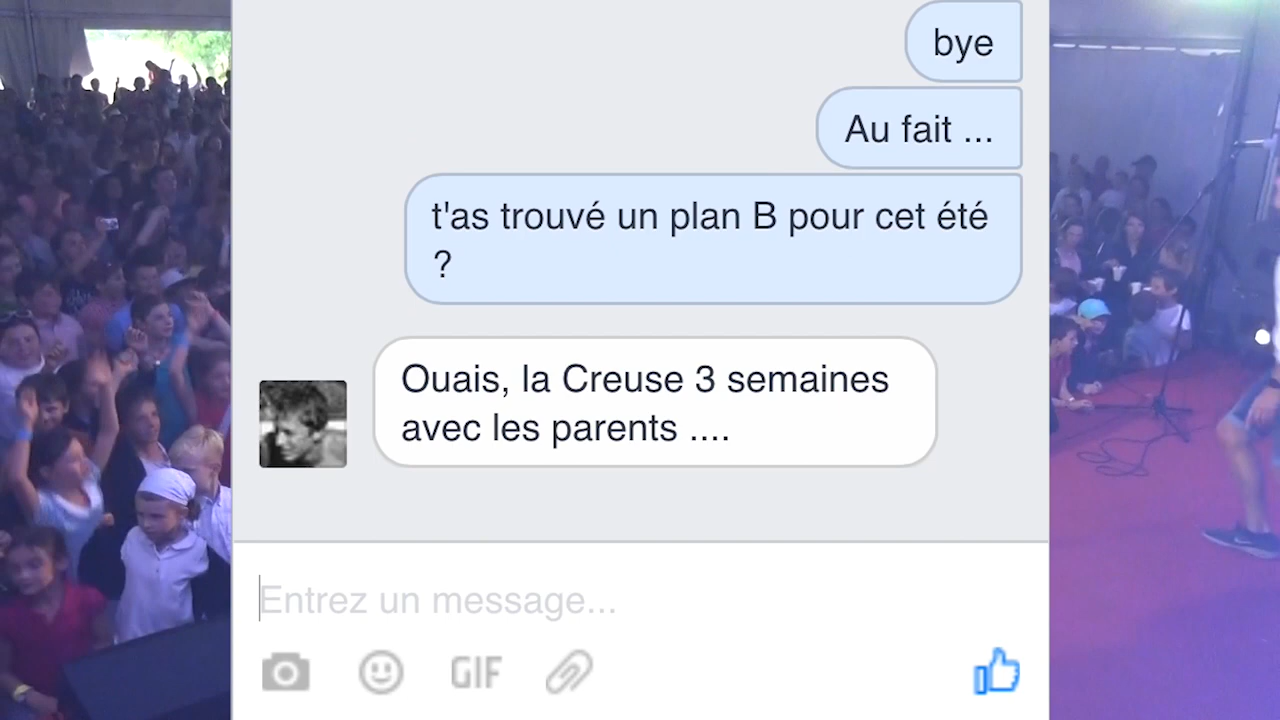 bye
Au fait ...
t'as trouvé un plan B pour cet été
?
Ouais, la Creuse 3 semaines
avec les parents ....
Entrez un message...
GIF